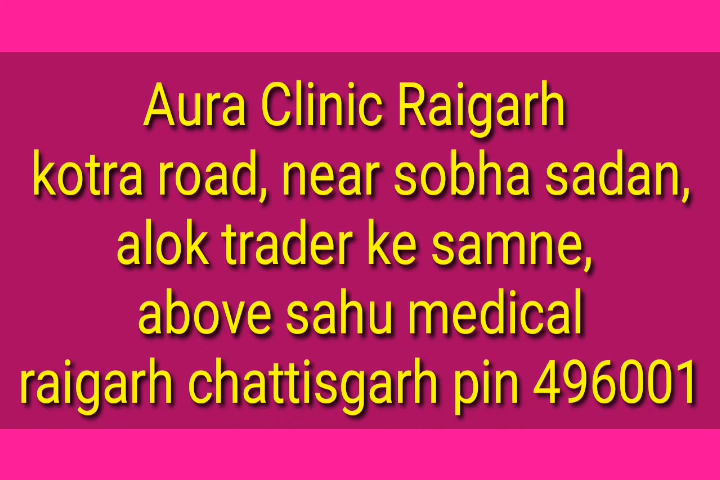 Aura Clinic Raigarh
kotra road, near sobha sadan,
alok trader ke samne,
above sahu medical
raigarh chattisgarh pin 496001